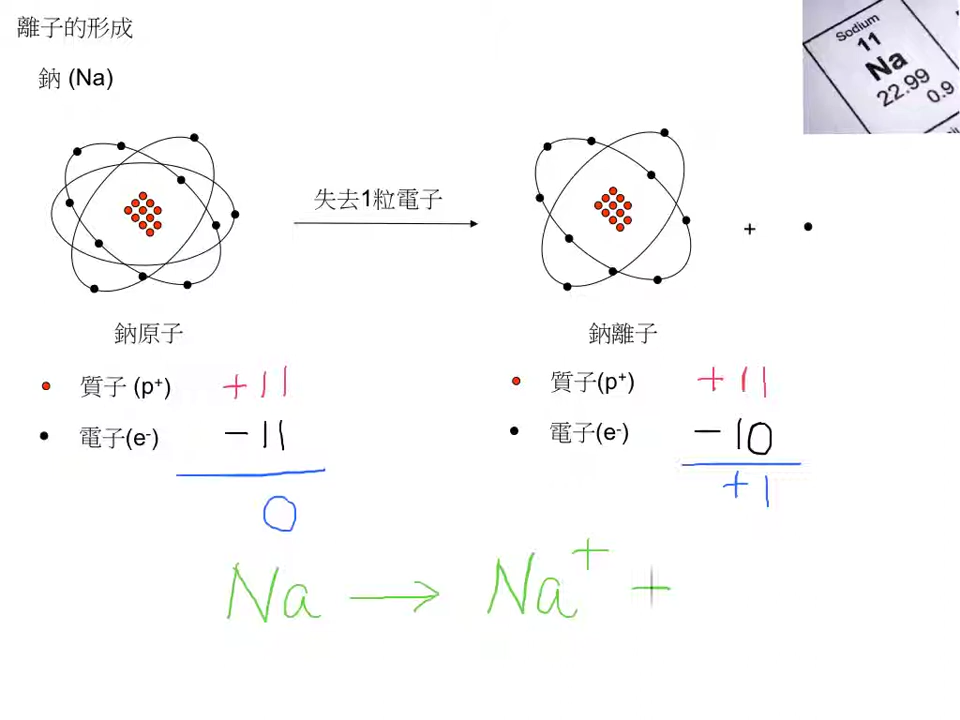 離子的形成
鈉 (Na)
Sodium
11
Na
22.99
0.9
失去1粒電子
+
鈉原子
鈉離子
質子 (p⁺) +11
電子(e⁻) −11
0
質子(p⁺) +11
電子(e⁻) −10
+1
Na → Na⁺ +